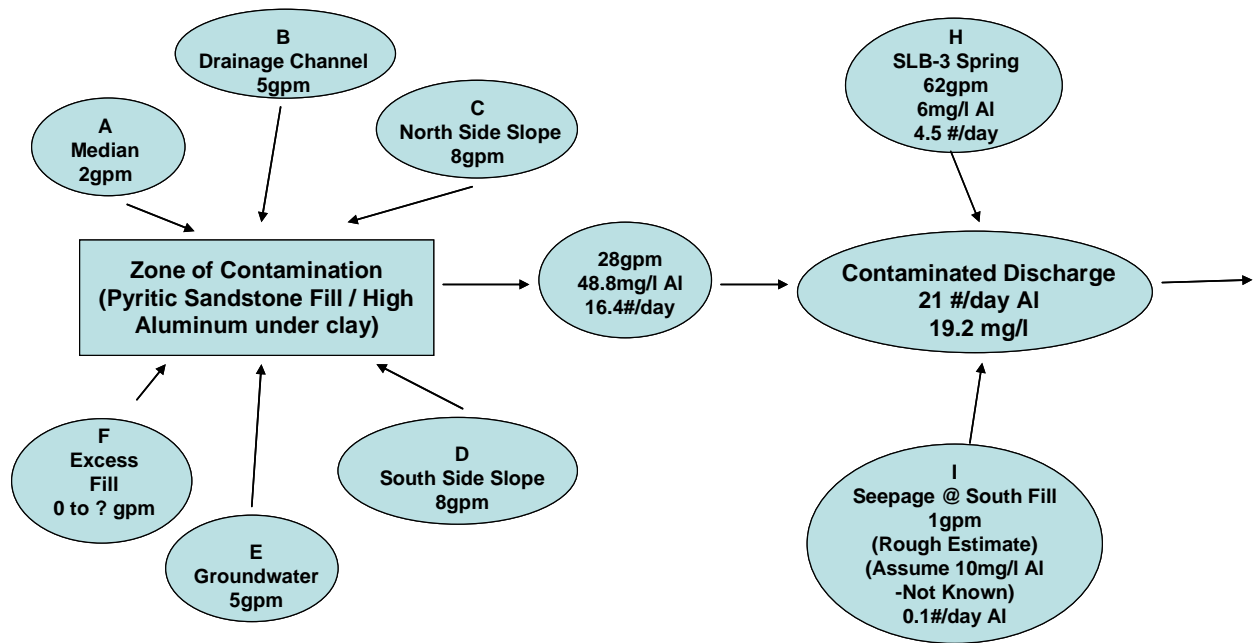 B
Drainage Channel
5gpm
H
SLB-3 Spring
62gpm
6mg/l Al
4.5 #/day
A
Median
2gpm
C
North Side Slope
8gpm
Zone of Contamination
(Pyritic Sandstone Fill / High
Aluminum under clay)
28gpm
48.8mg/l Al
16.4#/day
Contaminated Discharge
21 #/day Al
19.2 mg/l
F
Excess
Fill
0 to ? gpm
E
Groundwater
5gpm
D
South Side Slope
8gpm
I
Seepage @ South Fill
1gpm
(Rough Estimate)
(Assume 10mg/l Al
-Not Known)
0.1#/day Al